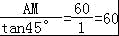 AM/tan45° = 60/1 = 60